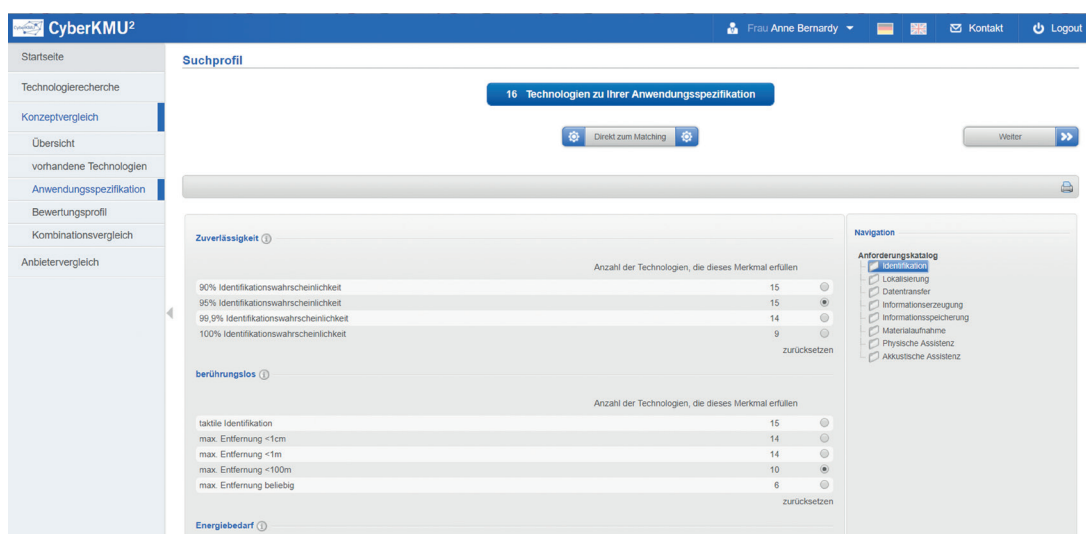 CyberKMU²
Frau Anne Bernardy
Kontakt
Logout
Startseite
Technologierecherche
Konzeptvergleich
Übersicht
vorhandene Technologien
Anwendungsspezifikation
Bewertungsprofil
Kombinationsvergleich
Anbietervergleich
Suchprofil
16 Technologien zu Ihrer Anwendungsspezifikation
Direkt zum Matching
Weiter
Zuverlässigkeit
Anzahl der Technologien, die dieses Merkmal erfüllen
90% Identifikationswahrscheinlichkeit 15
95% Identifikationswahrscheinlichkeit 15
99,9% Identifikationswahrscheinlichkeit 14
100% Identifikationswahrscheinlichkeit 9
zurücksetzen
berührungslos
Anzahl der Technologien, die dieses Merkmal erfüllen
taktile Identifikation 15
max. Entfernung <1cm 14
max. Entfernung <1m 14
max. Entfernung <100m 10
max. Entfernung beliebig 6
zurücksetzen
Energiebedarf
Navigation
Anforderungskatalog
Identifikation
Lokalisierung
Datentransfer
Informationserzeugung
Informationsspeicherung
Materialaufnahme
Physische Assistenz
Akkustische Assistenz